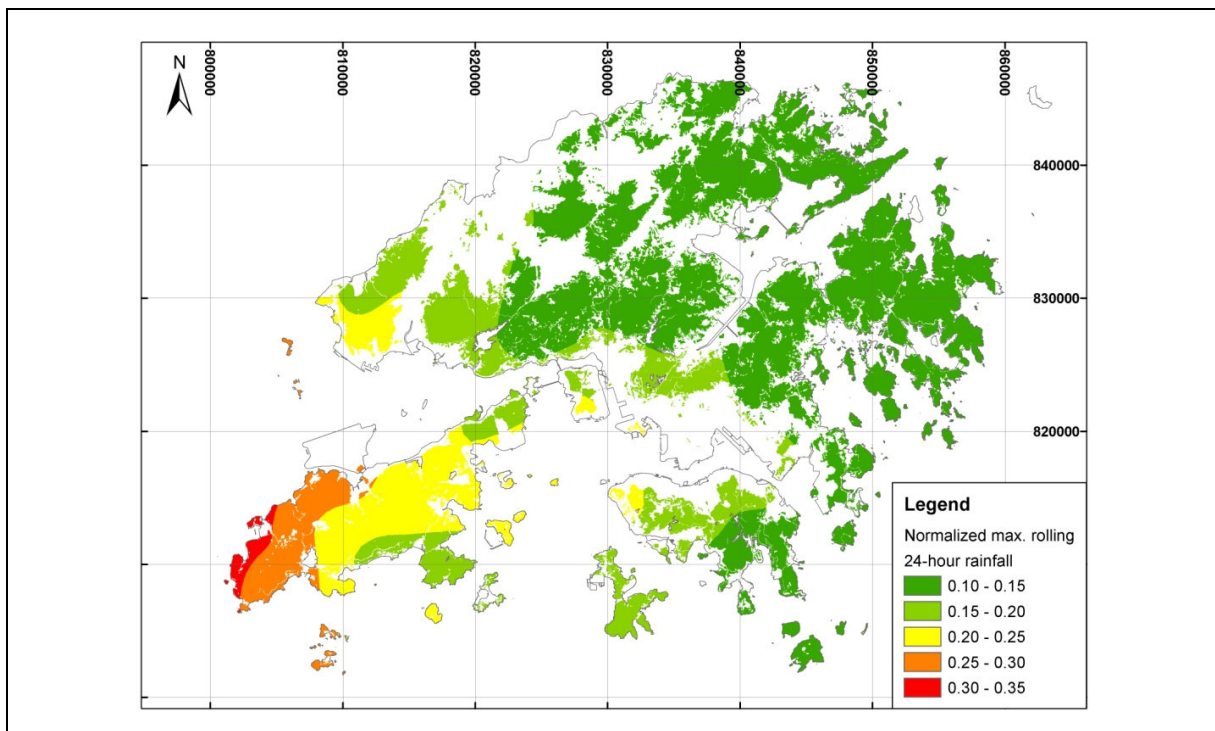 N
800000
810000
820000
830000
840000
850000
860000
840000
830000
820000
Legend
Normalized max. rolling
24-hour rainfall
0.10 - 0.15
0.15 - 0.20
0.20 - 0.25
0.25 - 0.30
0.30 - 0.35